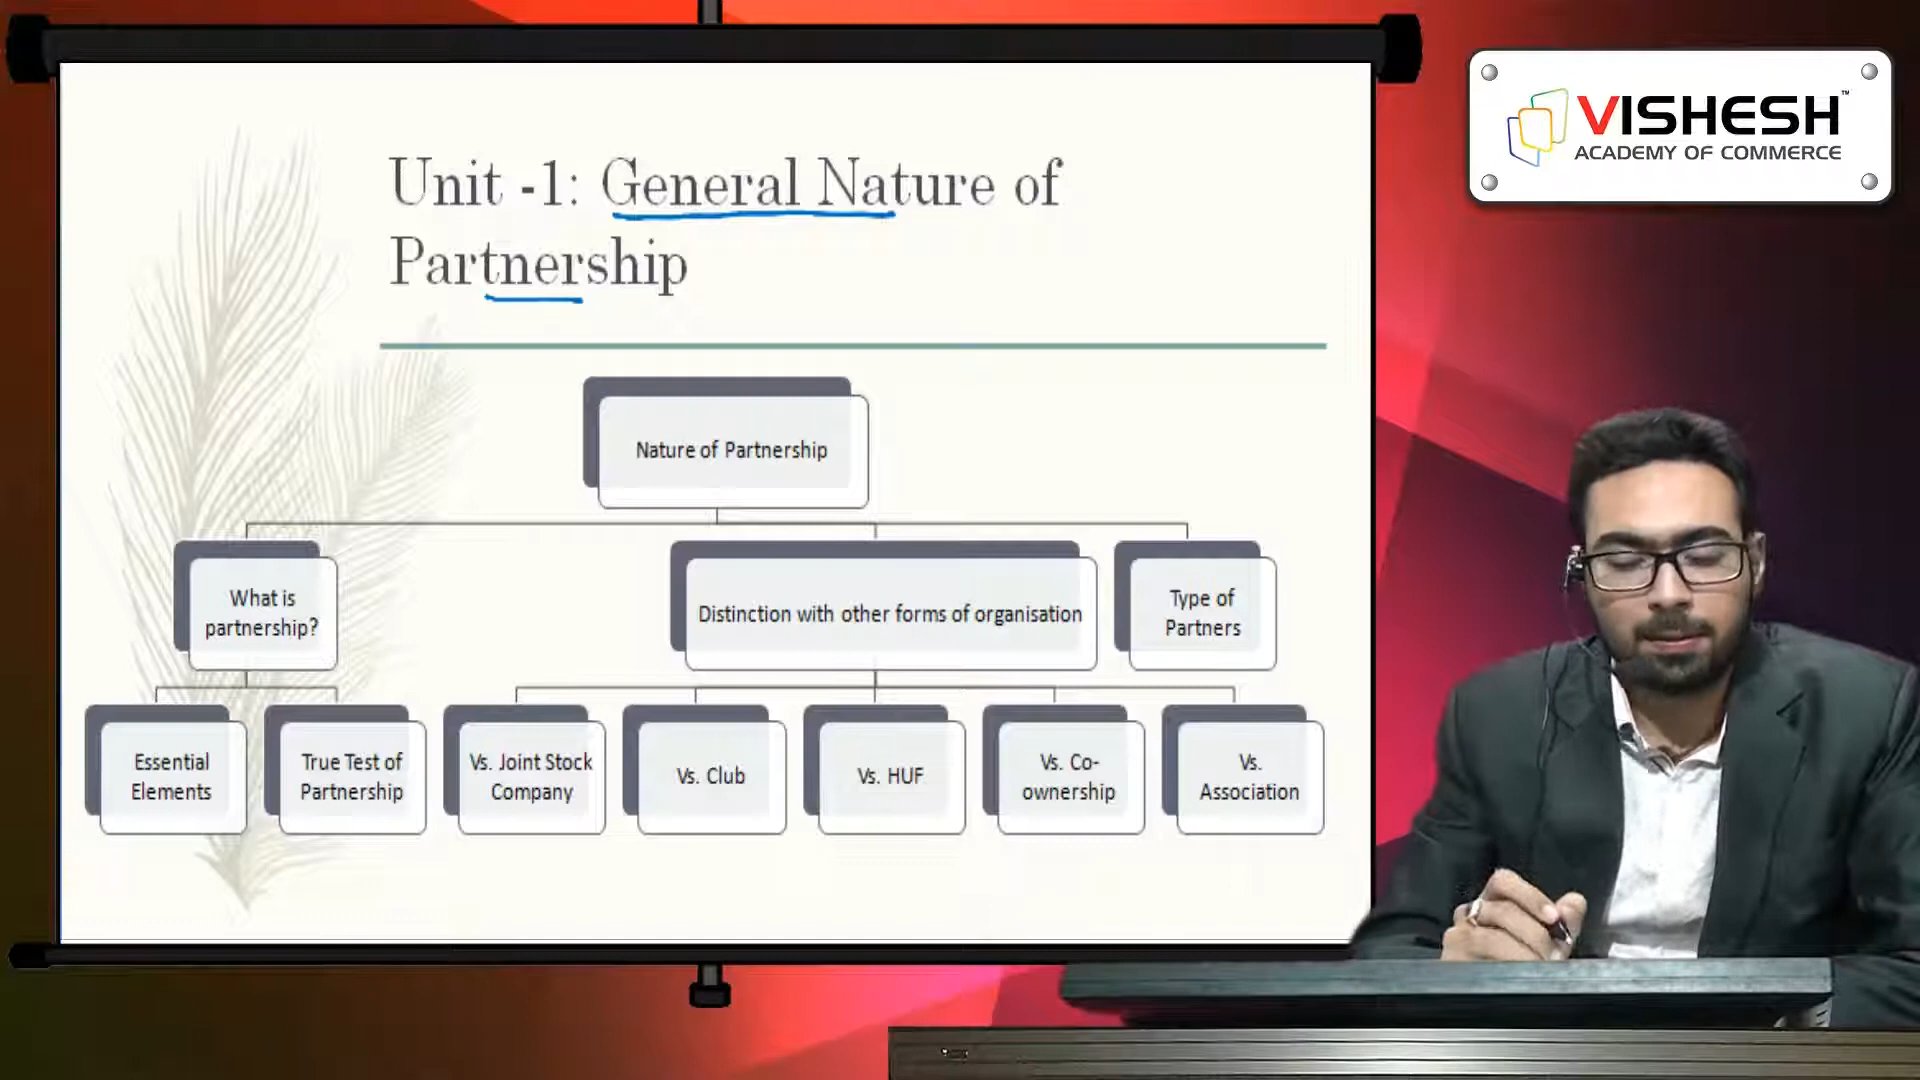 Unit -1: General Nature of
Partnership
VISHESH™
ACADEMY OF COMMERCE
Nature of Partnership
What is
partnership?
Distinction with other forms of organisation
Type of
Partners
Essential
Elements
True Test of
Partnership
Vs. Joint Stock
Company
Vs. Club
Vs. HUF
Vs. Co-
ownership
Vs.
Association